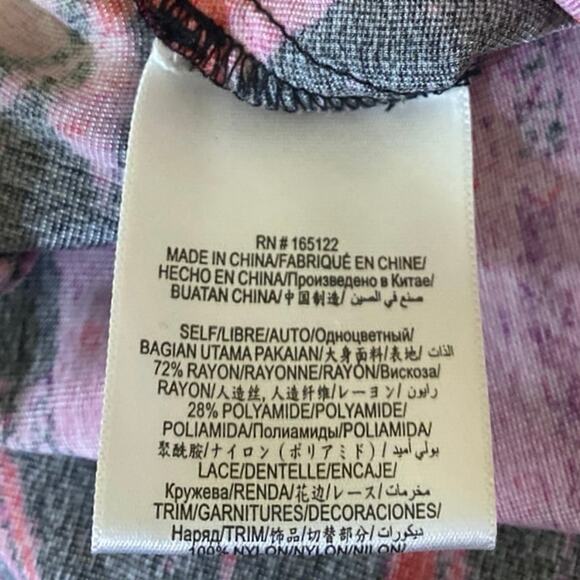 RN # 165122
MADE IN CHINA/FABRIQUÉ EN CHINE/
HECHO EN CHINA/Произведено в Китае/
BUATAN CHINA/中国制造/ صنع في الصين
SELF/LIBRE/AUTO/Одноцветный/
BAGIAN UTAMA PAKAIAN/大身面料/表地/ الذات
72% RAYON/RAYONNE/RAYÓN/Вискоза/
RAYON/人造丝, 人造纤维/レーヨン/ رايون
28% POLYAMIDE/POLYAMIDE/
POLIAMIDA/Полиамиды/POLIAMIDA/
聚酰胺/ナイロン (ポリアミド) / بولي أميد
LACE/DENTELLE/ENCAJE/
Кружева/RENDA/花边/レース/ مخرمات
TRIM/GARNITURES/DECORACIONES/
Наряд/TRIM/饰品/切替部分/ ديكورات
100% NYLON/NYLON/NILON/